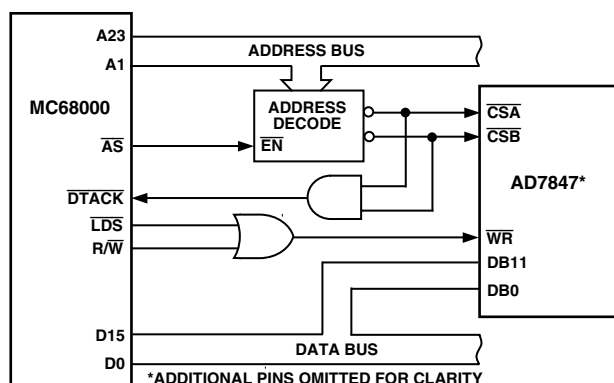 A23
ADDRESS BUS
A1
MC68000
ADDRESS
DECODE
CSA
AS
EN
CSB
AD7847*
DTACK
LDS
R/W
WR
DB11
DB0
D15
DATA BUS
D0
*ADDITIONAL PINS OMITTED FOR CLARITY